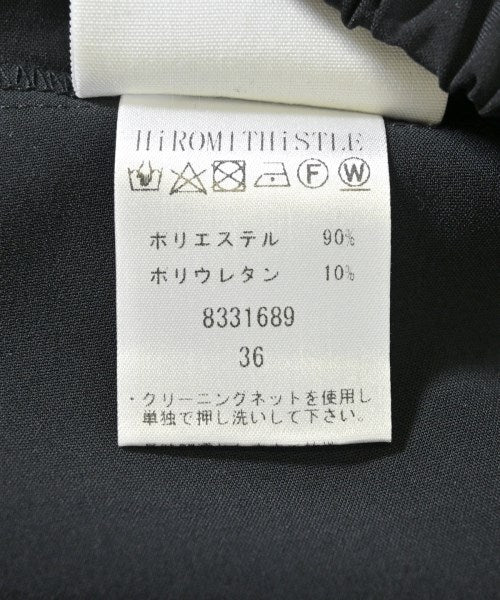 HiROMITHiSTLE
F W
ポリエステル 90%
ポリウレタン 10%
8331689
36
・クリーニングネットを使用し
単独で押し洗いして下さい。